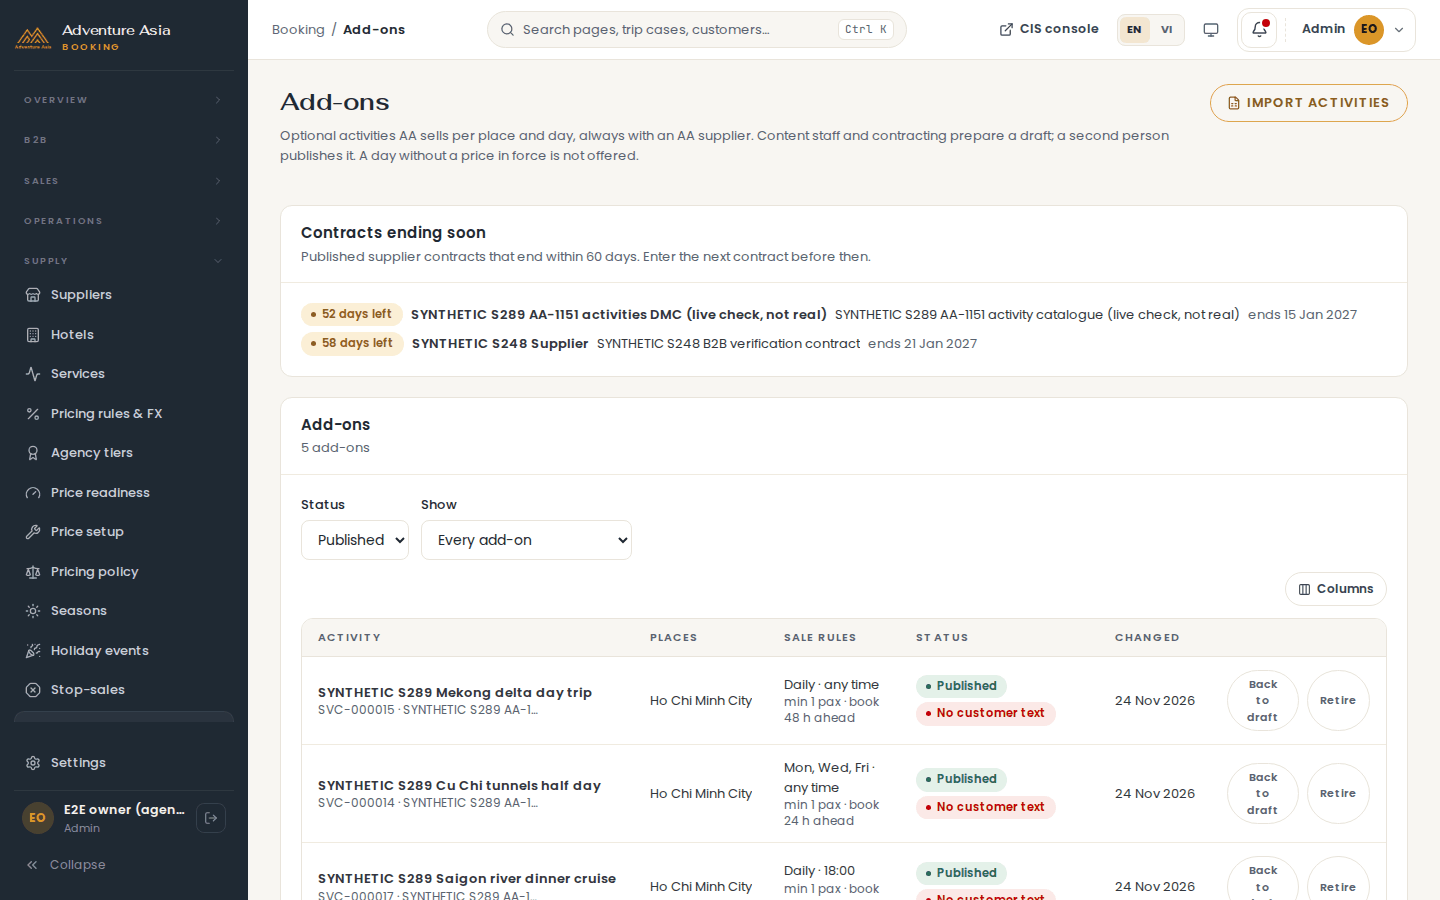 Adventure Asia
BOOKING
Adventure Asia
OVERVIEW
B2B
SALES
OPERATIONS
SUPPLY
Suppliers
Hotels
Services
Pricing rules & FX
Agency tiers
Price readiness
Price setup
Pricing policy
Seasons
Holiday events
Stop-sales
Settings
EO
E2E owner (agen...
Admin
Collapse
Booking / Add-ons
Search pages, trip cases, customers...
Ctrl K
CIS console
EN
VI
Admin
EO
Add-ons
IMPORT ACTIVITIES
Optional activities AA sells per place and day, always with an AA supplier. Content staff and contracting prepare a draft; a second person
publishes it. A day without a price in force is not offered.
Contracts ending soon
Published supplier contracts that end within 60 days. Enter the next contract before then.
52 days left SYNTHETIC S289 AA-1151 activities DMC (live check, not real) SYNTHETIC S289 AA-1151 activity catalogue (live check, not real) ends 15 Jan 2027
58 days left SYNTHETIC S248 Supplier SYNTHETIC S248 B2B verification contract ends 21 Jan 2027
Add-ons
5 add-ons
Status
Show
Published
Every add-on
Columns
ACTIVITY PLACES SALE RULES STATUS CHANGED
SYNTHETIC S289 Mekong delta day trip
SVC-000015 · SYNTHETIC S289 AA-1...
Ho Chi Minh City
Daily · any time
min 1 pax · book
48 h ahead
Published
No customer text
24 Nov 2026
Back
to
draft
Retire
SYNTHETIC S289 Cu Chi tunnels half day
SVC-000014 · SYNTHETIC S289 AA-1...
Ho Chi Minh City
Mon, Wed, Fri ·
any time
min 1 pax · book
24 h ahead
Published
No customer text
24 Nov 2026
Back
to
draft
Retire
SYNTHETIC S289 Saigon river dinner cruise
SVC-000017 · SYNTHETIC S289 AA-1...
Ho Chi Minh City
Daily · 18:00
min 1 pax · book
Published
No customer text
24 Nov 2026
Back
to
draft
Retire